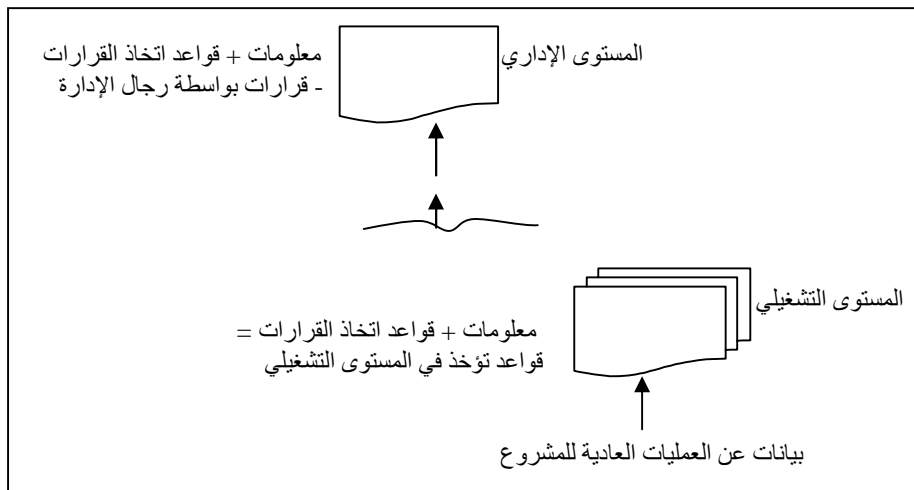 المستوى الإداري
معلومات + قواعد اتخاذ القرارات
- قرارات بواسطة رجال الإدارة
المستوى التشغيلي
معلومات + قواعد اتخاذ القرارات =
قواعد تؤخذ في المستوى التشغيلي
بيانات عن العمليات العادية للمشروع